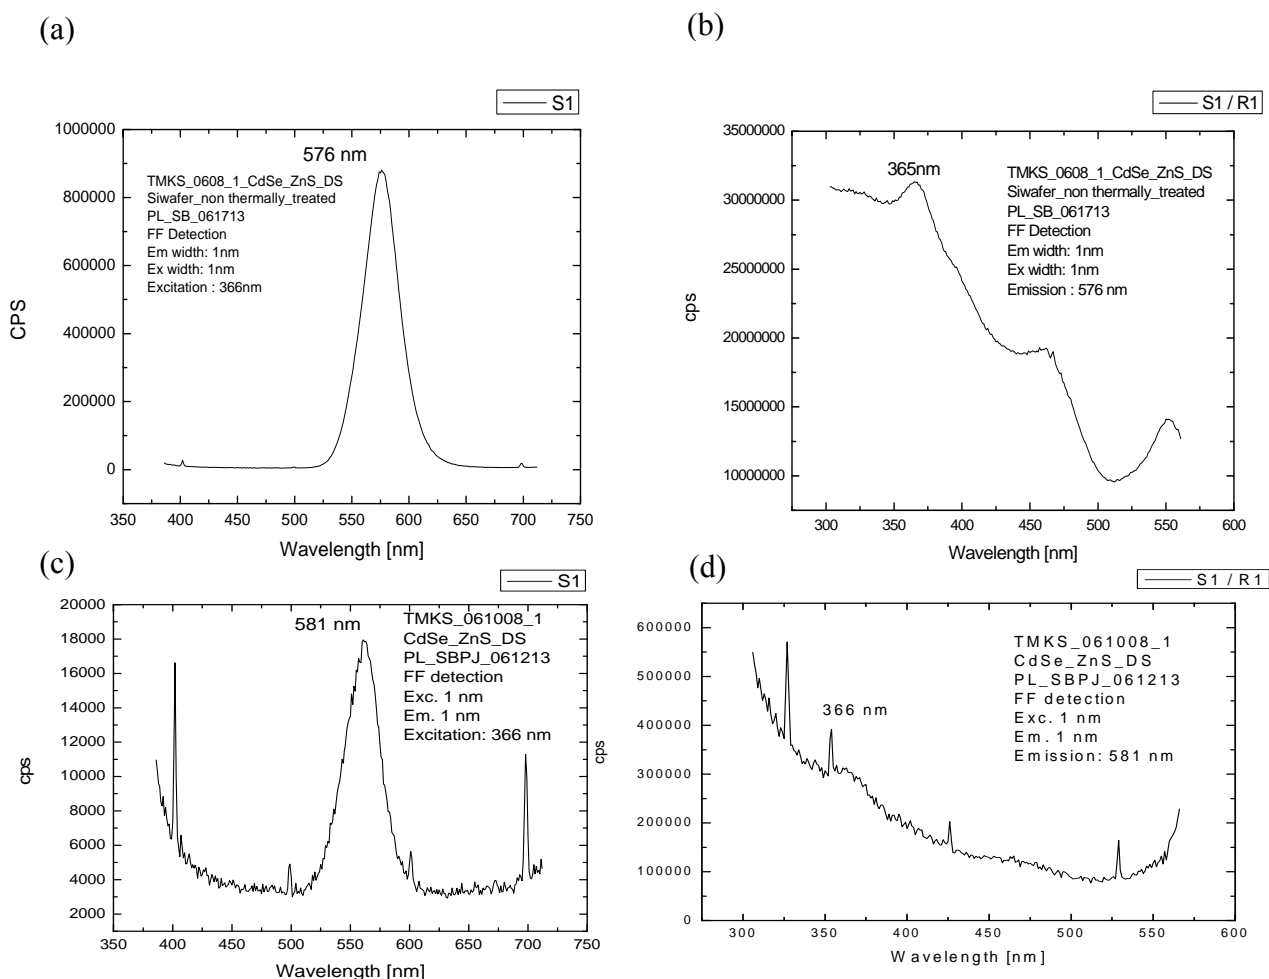 (a)
S1
1000000
800000
600000
400000
200000
0
CPS
576 nm
TMKS_0608_1_CdSe_ZnS_DS
Siwafer_non thermally_treated
PL_SB_061713
FF Detection
Em width: 1nm
Ex width: 1nm
Excitation : 366nm
350 400 450 500 550 600 650 700 750
Wavelength [nm]
(b)
S1 / R1
35000000
30000000
25000000
20000000
15000000
10000000
cps
365nm
TMKS_0608_1_CdSe_ZnS_DS
Siwafer_non thermally_treated
PL_SB_061713
FF Detection
Em width: 1nm
Ex width: 1nm
Emission : 576 nm
300 350 400 450 500 550 600
Wavelength [nm]
(c)
S1
20000
18000
16000
14000
12000
10000
8000
6000
4000
2000
cps
581 nm
TMKS_061008_1
CdSe_ZnS_DS
PL_SBPJ_061213
FF detection
Exc. 1 nm
Em. 1 nm
Excitation: 366 nm
350 400 450 500 550 600 650 700 750
Wavelength [nm]
(d)
S1 / R1
600000
500000
400000
300000
200000
100000
0
cps
366 nm
TMKS_061008_1
CdSe_ZnS_DS
PL_SBPJ_061213
FF detection
Exc. 1 nm
Em. 1 nm
Emission: 581 nm
300 350 400 450 500 550 600
Wavelength [nm]